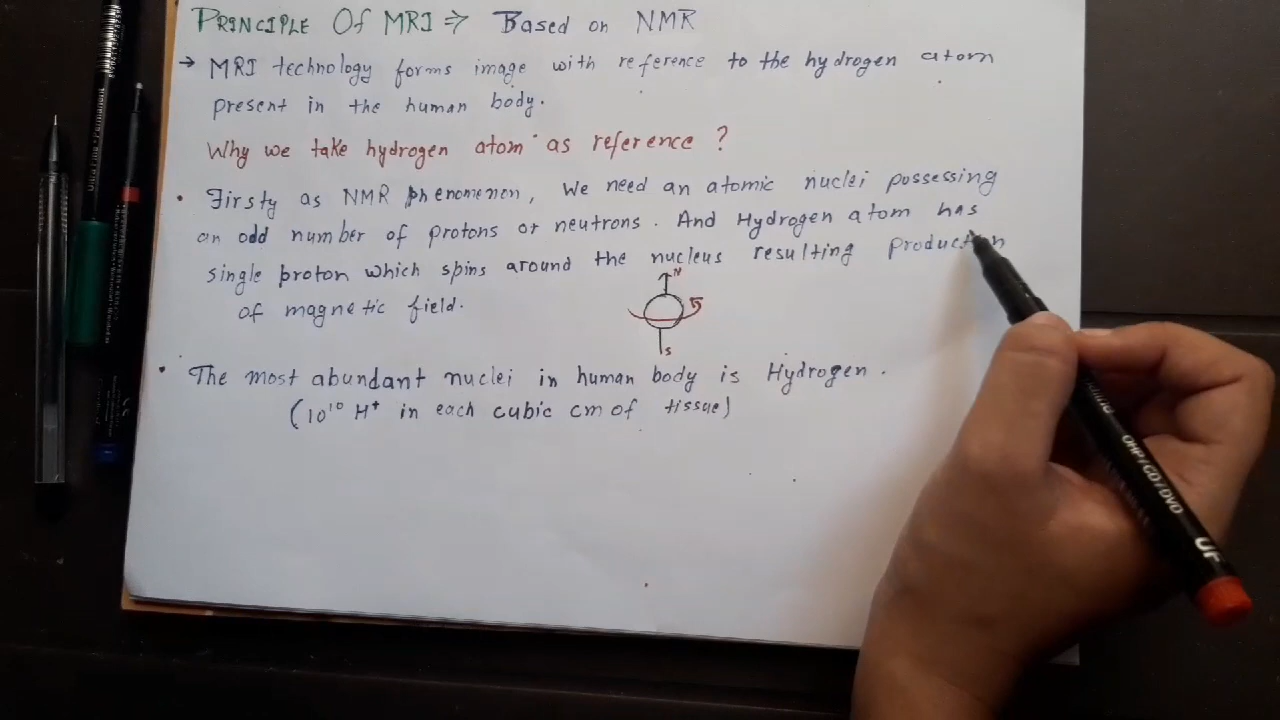 PRINCIPLE Of MRI ⇒ Based on NMR
→ MRI technology forms image with reference to the hydrogen atom
present in the human body.
Why we take hydrogen atom as reference ?
• Firsty as NMR phenomenon, We need an atomic nuclei possessing
an odd number of protons or neutrons. And Hydrogen atom has
single proton which spins around the nucleus resulting production
of magnetic field.
N
S
• The most abundant nuclei in human body is Hydrogen.
(10¹⁰ H⁺ in each cubic cm of tissue)
OHP/CD/DVD
UF